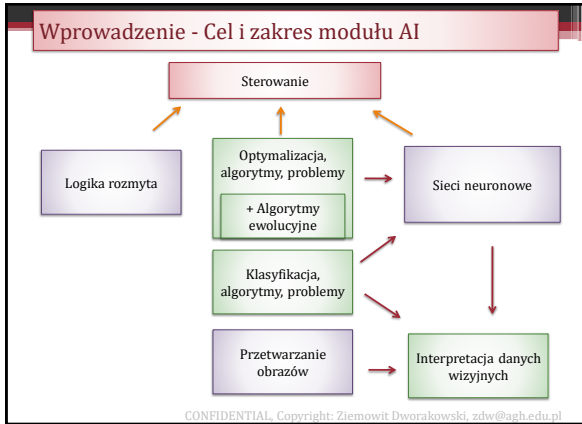 Wprowadzenie - Cel i zakres modułu AI
Sterowanie
Logika rozmyta
Optymalizacja,
algorytmy, problemy
+ Algorytmy
ewolucyjne
Sieci neuronowe
Klasyfikacja,
algorytmy, problemy
Przetwarzanie
obrazów
Interpretacja danych
wizyjnych
CONFIDENTIAL, Copyright: Ziemowit Dworakowski, zdw@agh.edu.pl